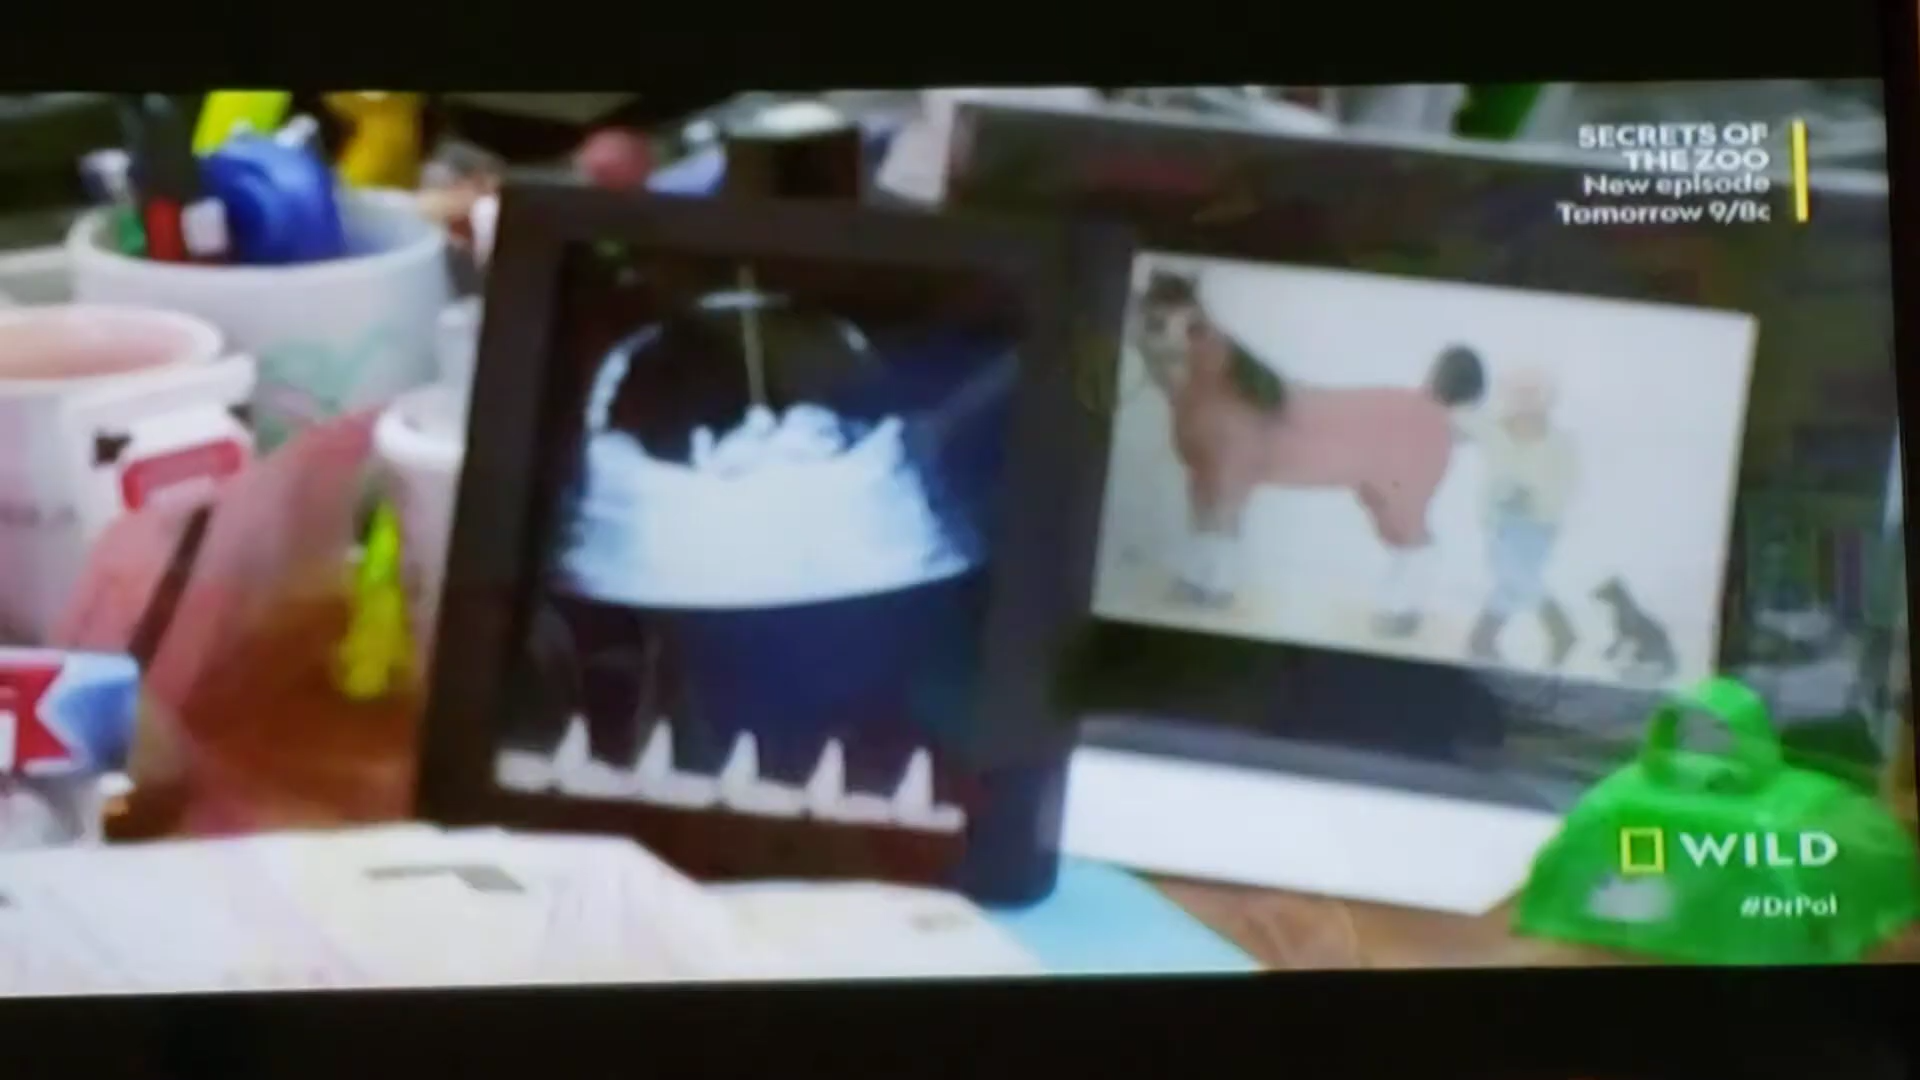 SECRETS OF
THE ZOO
New episode
Tomorrow 9/8c
WILD
#DrPol